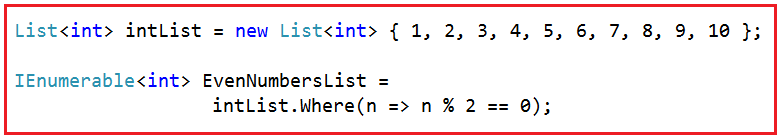 List<int> intList = new List<int> { 1, 2, 3, 4, 5, 6, 7, 8, 9, 10 };
IEnumerable<int> EvenNumbersList =
intList.Where(n => n % 2 == 0);